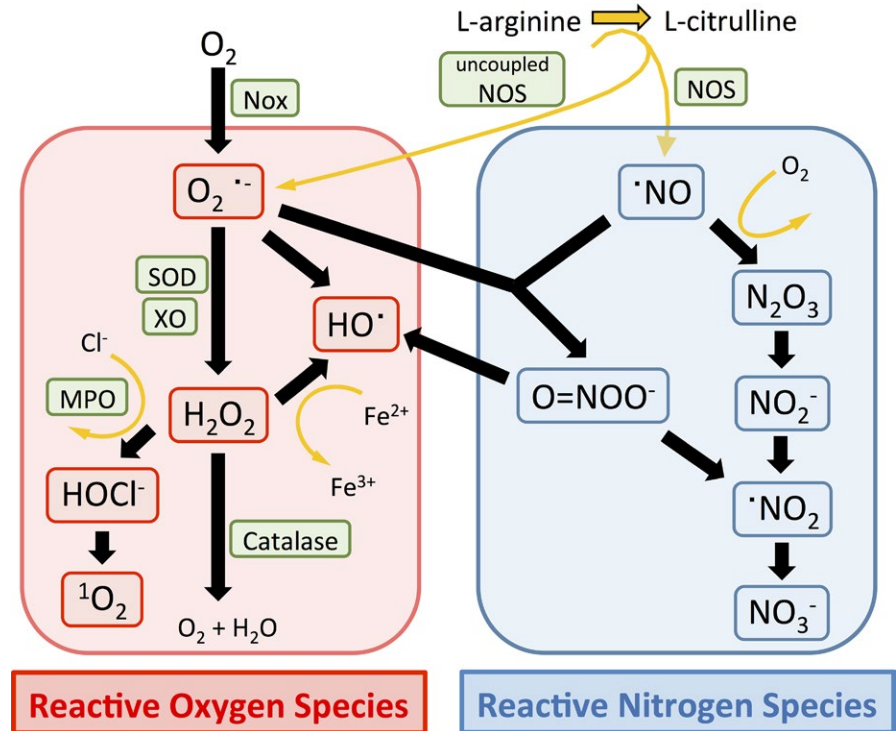 L-arginine L-citrulline
O₂
uncoupled
NOS
NOS
Nox
O₂˙⁻
˙NO
O₂
SOD
XO
N₂O₃
HO˙
Cl⁻
MPO
H₂O₂
Fe²⁺
O=NOO⁻
NO₂⁻
Fe³⁺
HOCl⁻
˙NO₂
Catalase
¹O₂
O₂ + H₂O
NO₃⁻
Reactive Oxygen Species
Reactive Nitrogen Species